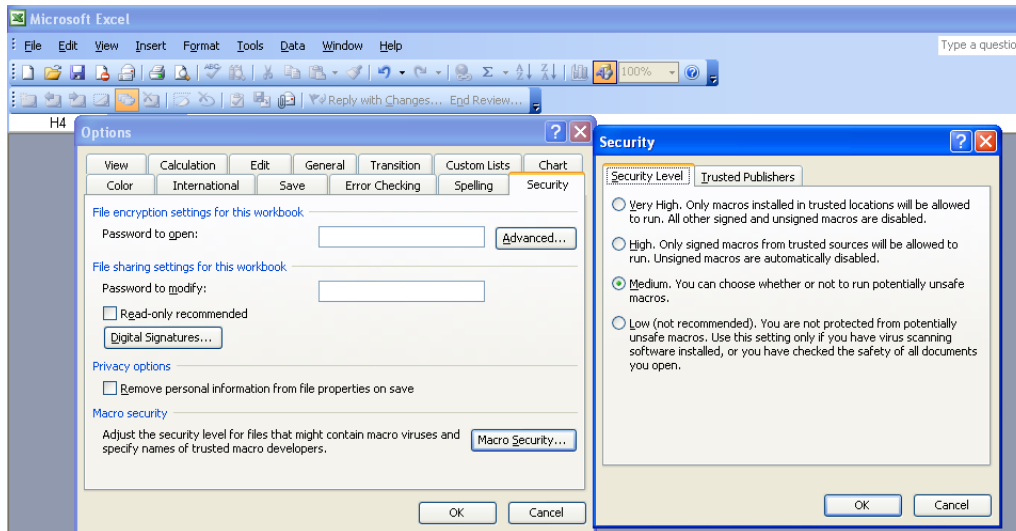 Microsoft Excel
File Edit View Insert Format Tools Data Window Help
Type a questio
100%
Reply with Changes... End Review...
H4
Options
View Calculation Edit General Transition Custom Lists Chart
Color International Save Error Checking Spelling Security
File encryption settings for this workbook
Password to open:
Advanced...
File sharing settings for this workbook
Password to modify:
Read-only recommended
Digital Signatures...
Privacy options
Remove personal information from file properties on save
Macro security
Adjust the security level for files that might contain macro viruses and
specify names of trusted macro developers.
Macro Security...
OK Cancel
Security
Security Level Trusted Publishers
Very High. Only macros installed in trusted locations will be allowed
to run. All other signed and unsigned macros are disabled.
High. Only signed macros from trusted sources will be allowed to
run. Unsigned macros are automatically disabled.
Medium. You can choose whether or not to run potentially unsafe
macros.
Low (not recommended). You are not protected from potentially
unsafe macros. Use this setting only if you have virus scanning
software installed, or you have checked the safety of all documents
you open.
OK Cancel